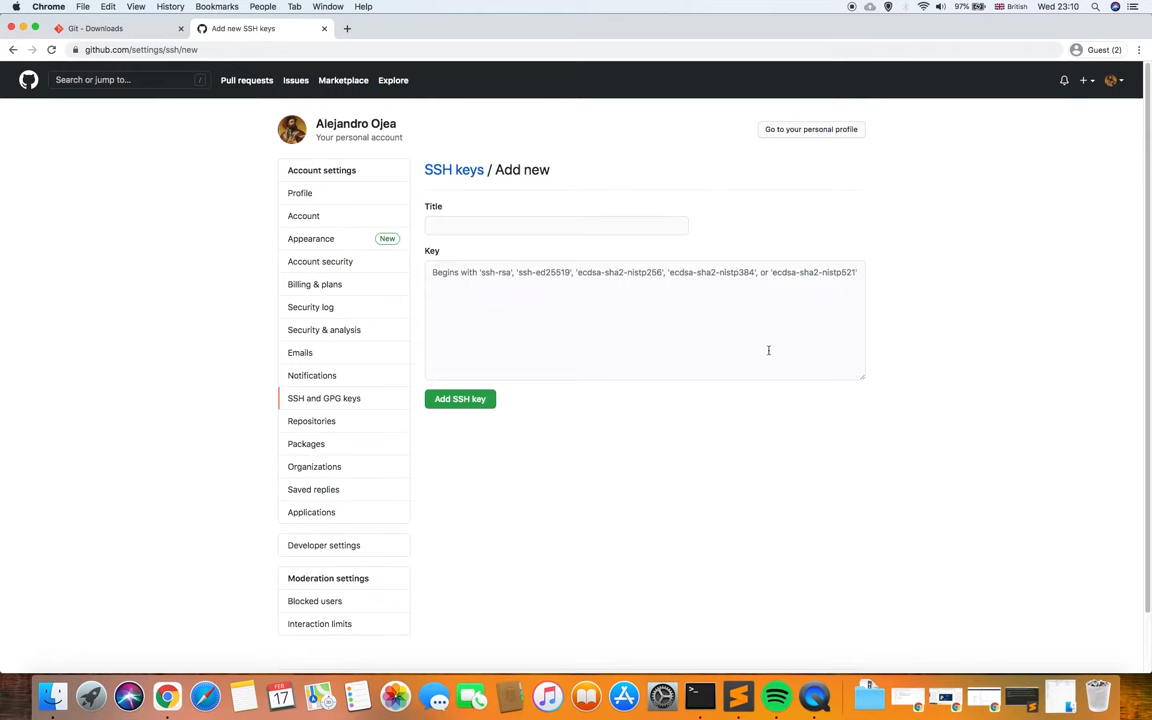 Chrome File Edit View History Bookmarks People Tab Window Help 97% British Wed 23:10
Git - Downloads Add new SSH keys
github.com/settings/ssh/new Guest (2)
Search or jump to... / Pull requests Issues Marketplace Explore
Alejandro Ojea
Your personal account
Go to your personal profile
Account settings
Profile
Account
Appearance New
Account security
Billing & plans
Security log
Security & analysis
Emails
Notifications
SSH and GPG keys
Repositories
Packages
Organizations
Saved replies
Applications
Developer settings
Moderation settings
Blocked users
Interaction limits
SSH keys / Add new
Title
Key
Begins with 'ssh-rsa', 'ssh-ed25519', 'ecdsa-sha2-nistp256', 'ecdsa-sha2-nistp384', or 'ecdsa-sha2-nistp521'
Add SSH key
FEB
17